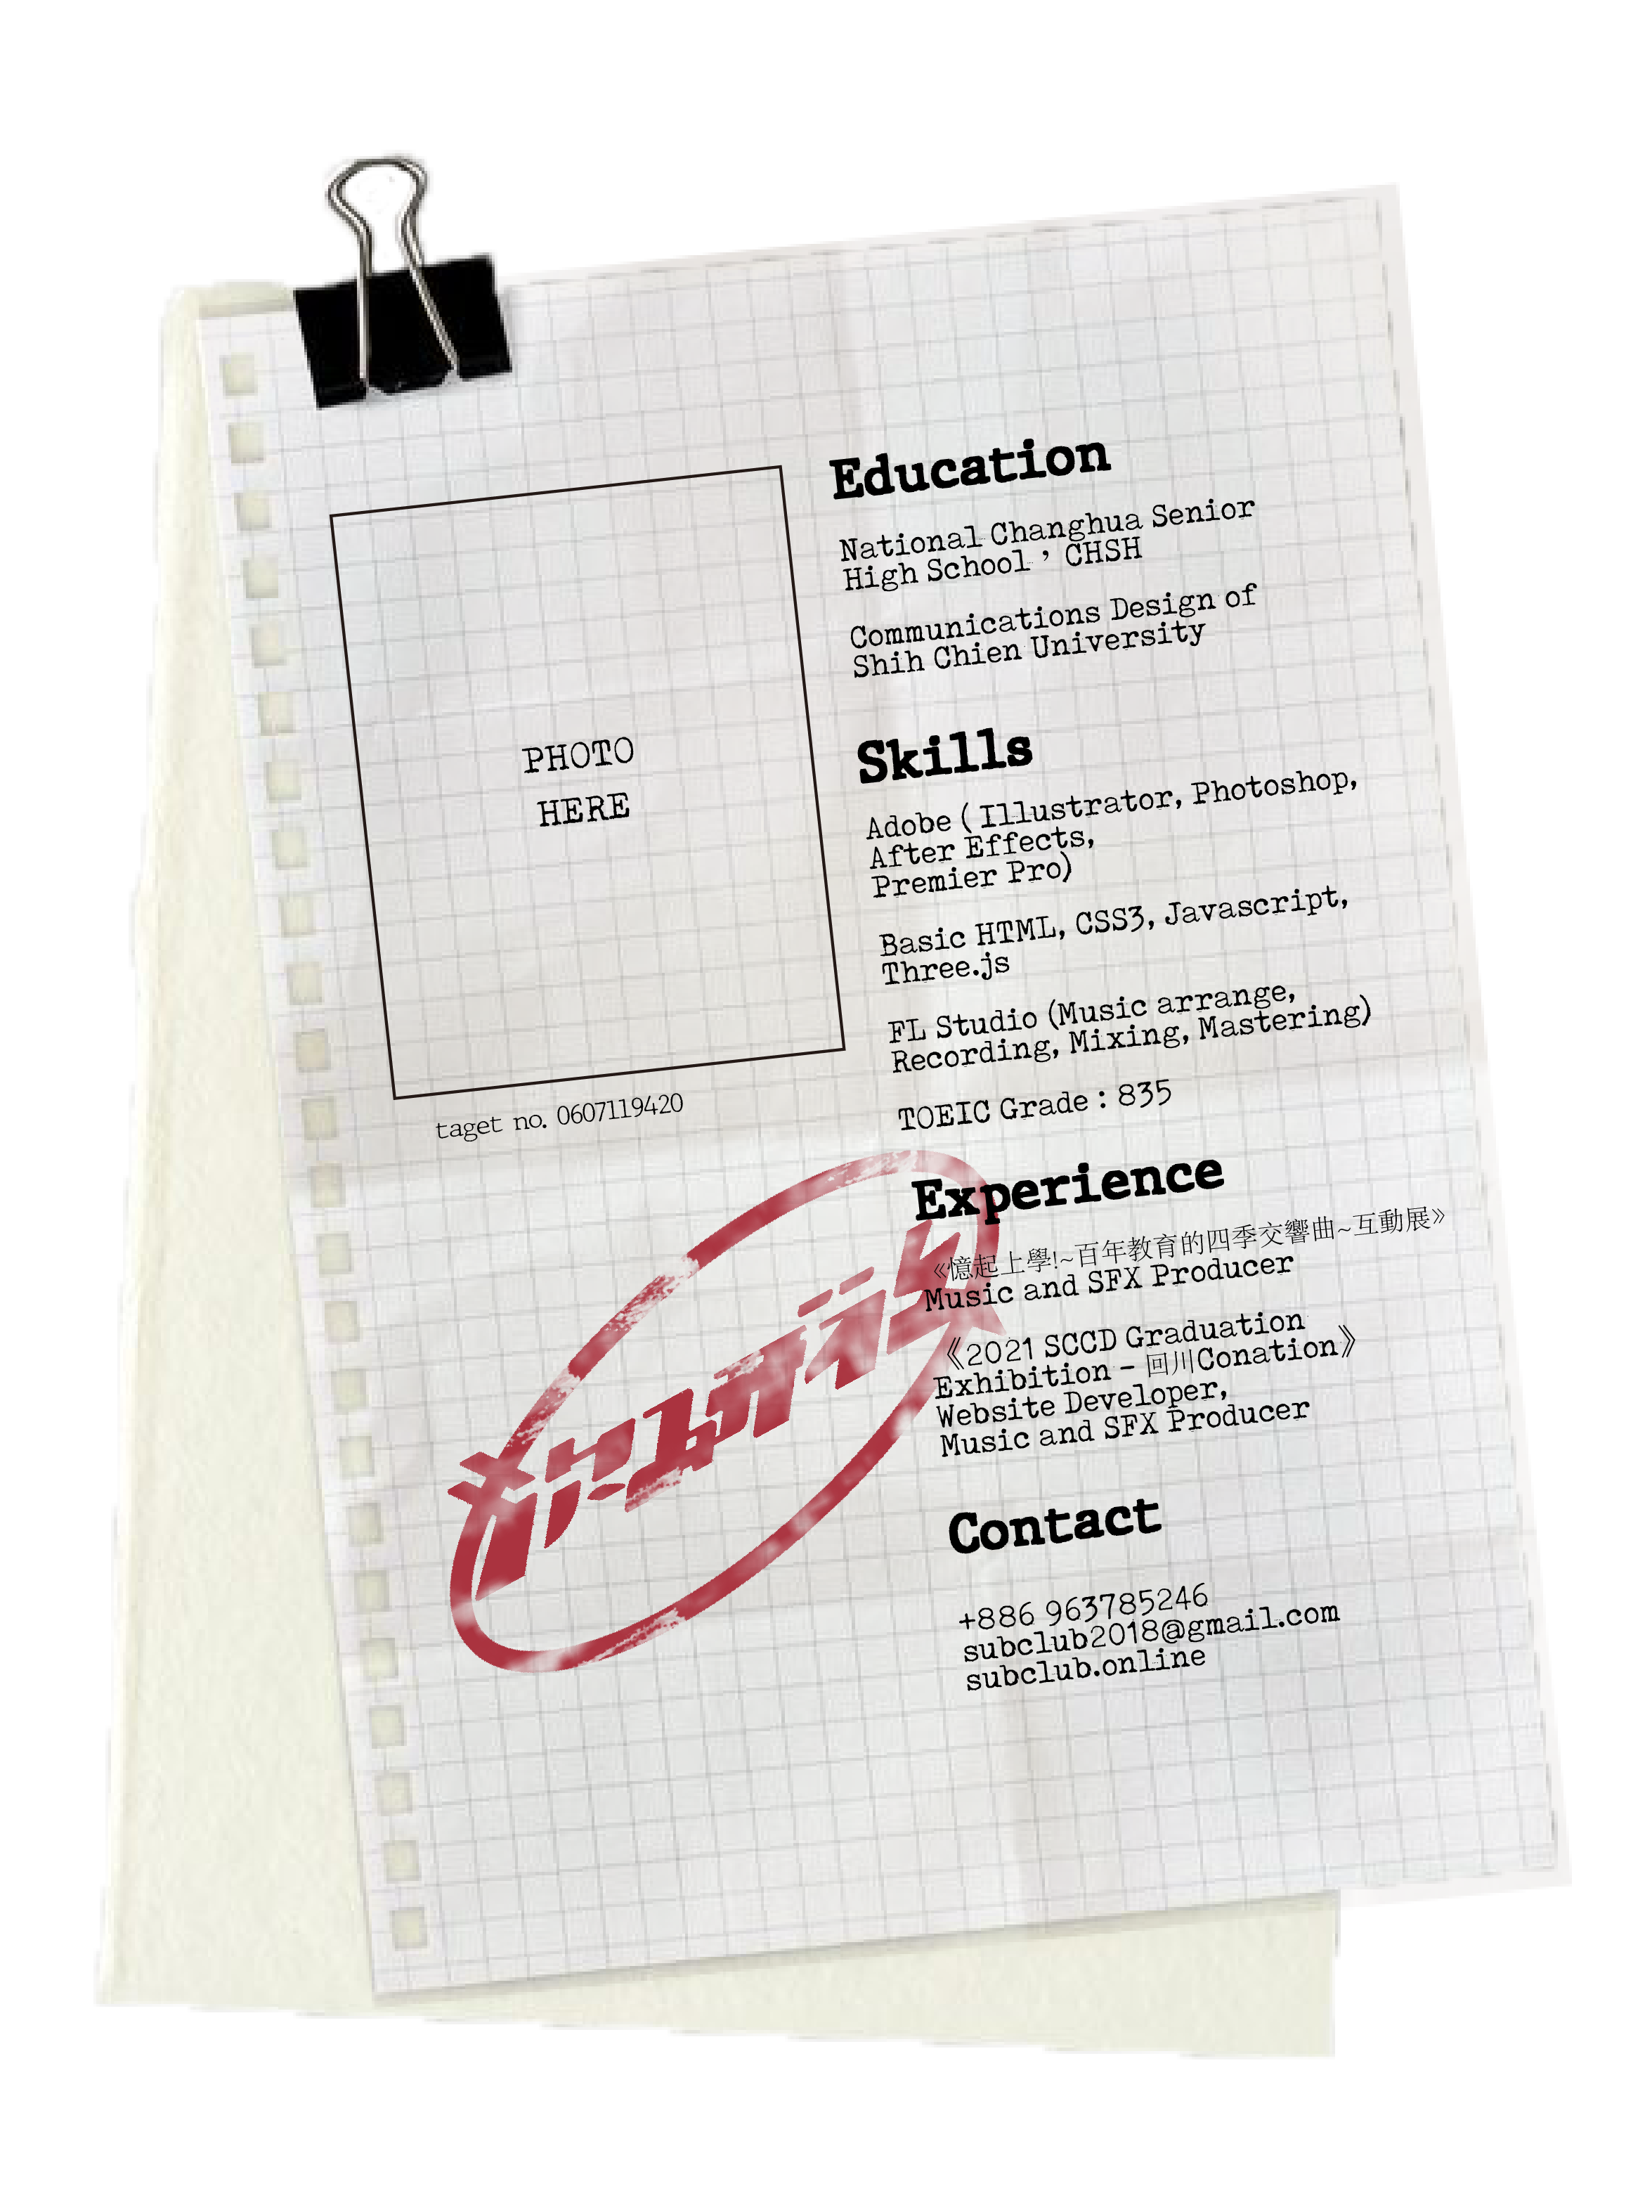 PHOTO
HERE
taget no. 0607119420
Education
National Changhua Senior
High School，CHSH
Communications Design of
Shih Chien University
Skills
Adobe ( Illustrator, Photoshop,
After Effects,
Premier Pro)
Basic HTML, CSS3, Javascript,
Three.js
FL Studio (Music arrange,
Recording, Mixing, Mastering)
TOEIC Grade : 835
Experience
《憶起上學!~百年教育的四季交響曲~互動展》
Music and SFX Producer
《2021 SCCD Graduation
Exhibition - 回川Conation》
Website Developer,
Music and SFX Producer
Contact
+886 963785246
subclub2018@gmail.com
subclub.online